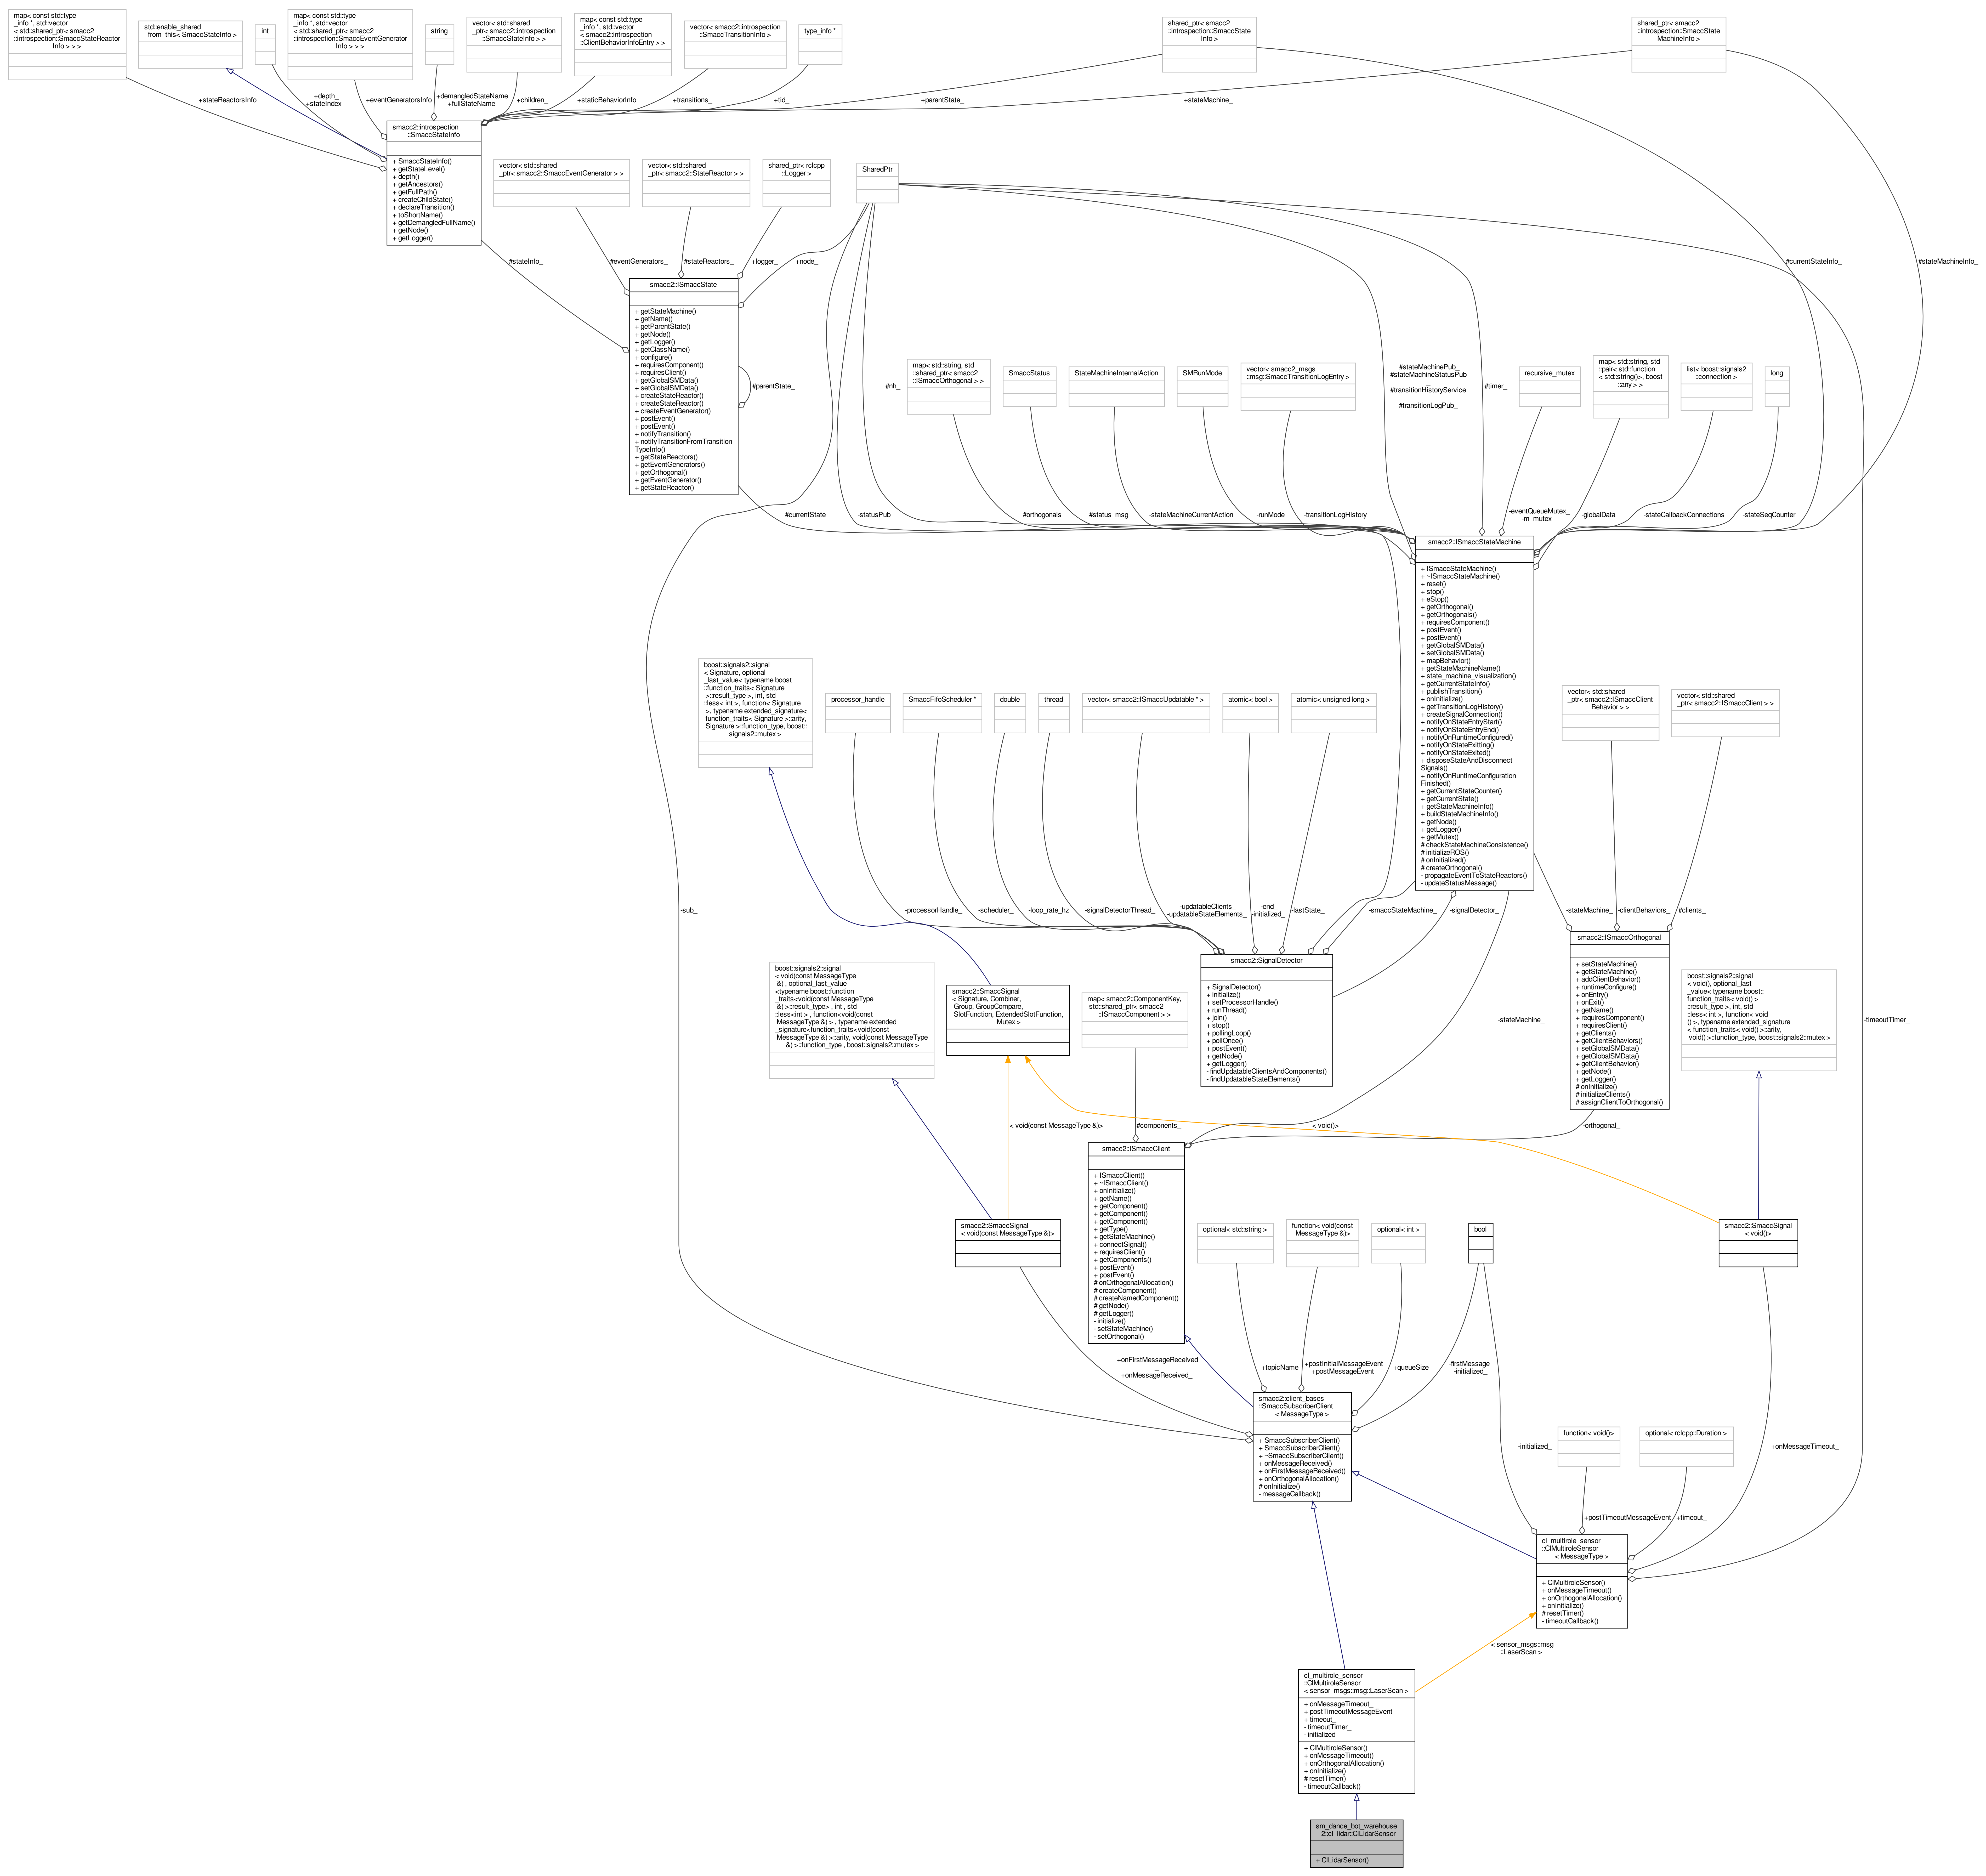 map< const std::type
_info *, std::vector
< std::shared_ptr< smacc2
::introspection::SmaccStateReactor
Info > > >
std::enable_shared
_from_this< SmaccStateInfo >
int
map< const std::type
_info *, std::vector
< std::shared_ptr< smacc2
::introspection::SmaccEventGenerator
Info > > >
string
vector< std::shared
_ptr< smacc2::introspection
::SmaccStateInfo > >
map< const std::type
_info *, std::vector
< smacc2::introspection
::ClientBehaviorInfoEntry > >
vector< smacc2::introspection
::SmaccTransitionInfo >
type_info *
shared_ptr< smacc2
::introspection::SmaccState
Info >
shared_ptr< smacc2
::introspection::SmaccState
MachineInfo >
+stateReactorsInfo
+depth_
+stateIndex_
+eventGeneratorsInfo
+demangledStateName
+fullStateName
+children_
+staticBehaviorInfo
+transitions_
+tid_
+parentState_
+stateMachine_
smacc2::introspection
::SmaccStateInfo
+ SmaccStateInfo()
+ getStateLevel()
+ depth()
+ getAncestors()
+ getFullPath()
+ createChildState()
+ declareTransition()
+ toShortName()
+ getDemangledFullName()
+ getNode()
+ getLogger()
vector< std::shared
_ptr< smacc2::SmaccEventGenerator > >
vector< std::shared
_ptr< smacc2::StateReactor > >
shared_ptr< rclcpp
::Logger >
SharedPtr
#stateInfo_
#eventGenerators_
#stateReactors_
+logger_
+node_
#currentStateInfo_
#stateMachineInfo_
smacc2::ISmaccState
+ getStateMachine()
+ getName()
+ getParentState()
+ getNode()
+ getLogger()
+ getClassName()
+ configure()
+ requiresComponent()
+ requiresClient()
+ getGlobalSMData()
+ setGlobalSMData()
+ createStateReactor()
+ createStateReactor()
+ createEventGenerator()
+ postEvent()
+ postEvent()
+ notifyTransition()
+ notifyTransitionFromTransition
TypeInfo()
+ getStateReactors()
+ getEventGenerators()
+ getOrthogonal()
+ getEventGenerator()
+ getStateReactor()
#parentState_
#nh_
map< std::string, std
::shared_ptr< smacc2
::ISmaccOrthogonal > >
SmaccStatus
StateMachineInternalAction
SMRunMode
vector< smacc2_msgs
::msg::SmaccTransitionLogEntry >
#stateMachinePub_
#stateMachineStatusPub
_
#transitionHistoryService
_
#transitionLogPub_
#timer_
recursive_mutex
map< std::string, std
::pair< std::function
< std::string()>, boost
::any > >
list< boost::signals2
::connection >
long
#currentState_
-statusPub_
#orthogonals_
#status_msg_
-stateMachineCurrentAction
-runMode_
-transitionLogHistory_
-eventQueueMutex_
-m_mutex_
-globalData_
-stateCallbackConnections
-stateSeqCounter_
smacc2::ISmaccStateMachine
+ ISmaccStateMachine()
+ ~ISmaccStateMachine()
+ reset()
+ stop()
+ eStop()
+ getOrthogonal()
+ getOrthogonals()
+ requiresComponent()
+ postEvent()
+ postEvent()
+ getGlobalSMData()
+ setGlobalSMData()
+ mapBehavior()
+ getStateMachineName()
+ state_machine_visualization()
+ getCurrentStateInfo()
+ publishTransition()
+ onInitialize()
+ getTransitionLogHistory()
+ createSignalConnection()
+ notifyOnStateEntryStart()
+ notifyOnStateEntryEnd()
+ notifyOnRuntimeConfigured()
+ notifyOnStateExitting()
+ notifyOnStateExited()
+ disposeStateAndDisconnect
Signals()
+ notifyOnRuntimeConfiguration
Finished()
+ getCurrentStateCounter()
+ getCurrentState()
+ getStateMachineInfo()
+ buildStateMachineInfo()
+ getNode()
+ getLogger()
+ getMutex()
# checkStateMachineConsistence()
# initializeROS()
# onInitialized()
# createOrthogonal()
- propagateEventToStateReactors()
- updateStatusMessage()
boost::signals2::signal
< Signature, optional
_last_value< typename boost
::function_traits< Signature
>::result_type >, int, std
::less< int >, function< Signature
>, typename extended_signature<
function_traits< Signature >::arity,
Signature >::function_type, boost::
signals2::mutex >
processor_handle
SmaccFifoScheduler *
double
thread
vector< smacc2::ISmaccUpdatable * >
atomic< bool >
atomic< unsigned long >
vector< std::shared
_ptr< smacc2::ISmaccClient
Behavior > >
vector< std::shared
_ptr< smacc2::ISmaccClient > >
-sub_
-processorHandle_
-scheduler_
-loop_rate_hz
-signalDetectorThread_
-updatableClients_
-updatableStateElements_
-end_
-initialized_
-lastState_
-smaccStateMachine_
-signalDetector_
-stateMachine_
-clientBehaviors_
#clients_
smacc2::SignalDetector
+ SignalDetector()
+ initialize()
+ setProcessorHandle()
+ runThread()
+ join()
+ stop()
+ pollingLoop()
+ pollOnce()
+ postEvent()
+ getNode()
+ getLogger()
- findUpdatableClientsAndComponents()
- findUpdatableStateElements()
smacc2::ISmaccOrthogonal
+ setStateMachine()
+ getStateMachine()
+ addClientBehavior()
+ runtimeConfigure()
+ onEntry()
+ onExit()
+ getName()
+ requiresComponent()
+ requiresClient()
+ getClients()
+ getClientBehaviors()
+ setGlobalSMData()
+ getGlobalSMData()
+ getClientBehavior()
+ getNode()
+ getLogger()
# onInitialize()
# initializeClients()
# assignClientToOrthogonal()
boost::signals2::signal
< void(const MessageType
&) , optional_last_value
<typename boost::function
_traits<void(const MessageType
&) >::result_type> , int , std
::less<int > , function<void(const
MessageType &) > , typename extended
_signature<function_traits<void(const
MessageType &) >::arity, void(const MessageType
&) >::function_type , boost::signals2::mutex >
smacc2::SmaccSignal
< Signature, Combiner,
Group, GroupCompare,
SlotFunction, ExtendedSlotFunction,
Mutex >
map< smacc2::ComponentKey,
std::shared_ptr< smacc2
::ISmaccComponent > >
boost::signals2::signal
< void(), optional_last
_value< typename boost::
function_traits< void() >
::result_type >, int, std
::less< int >, function< void
() >, typename extended_signature
< function_traits< void() >::arity,
void() >::function_type, boost::signals2::mutex >
-stateMachine_
-timeoutTimer_
< void(const MessageType &)>
#components_
< void()>
-orthogonal_
smacc2::ISmaccClient
+ ISmaccClient()
+ ~ISmaccClient()
+ onInitialize()
+ getName()
+ getComponent()
+ getComponent()
+ getComponent()
+ getType()
+ getStateMachine()
+ connectSignal()
+ requiresClient()
+ getComponents()
+ postEvent()
+ postEvent()
# onOrthogonalAllocation()
# createComponent()
# createNamedComponent()
# getNode()
# getLogger()
- initialize()
- setStateMachine()
- setOrthogonal()
smacc2::SmaccSignal
< void(const MessageType &)>
optional< std::string >
function< void(const
MessageType &)>
optional< int >
bool
smacc2::SmaccSignal
< void()>
+onFirstMessageReceived
_
+onMessageReceived_
+topicName
+postInitialMessageEvent
+postMessageEvent
+queueSize
-firstMessage_
-initialized_
smacc2::client_bases
::SmaccSubscriberClient
< MessageType >
+ SmaccSubscriberClient()
+ SmaccSubscriberClient()
+ ~SmaccSubscriberClient()
+ onMessageReceived()
+ onFirstMessageReceived()
+ onOrthogonalAllocation()
# onInitialize()
- messageCallback()
function< void()>
optional< rclcpp::Duration >
-initialized_
+onMessageTimeout_
+postTimeoutMessageEvent
+timeout_
cl_multirole_sensor
::ClMultiroleSensor
< MessageType >
+ ClMultiroleSensor()
+ onMessageTimeout()
+ onOrthogonalAllocation()
+ onInitialize()
# resetTimer()
- timeoutCallback()
< sensor_msgs::msg
::LaserScan >
cl_multirole_sensor
::ClMultiroleSensor
< sensor_msgs::msg::LaserScan >
+ onMessageTimeout_
+ postTimeoutMessageEvent
+ timeout_
- timeoutTimer_
- initialized_
+ ClMultiroleSensor()
+ onMessageTimeout()
+ onOrthogonalAllocation()
+ onInitialize()
# resetTimer()
- timeoutCallback()
sm_dance_bot_warehouse
_2::cl_lidar::ClLidarSensor
+ ClLidarSensor()